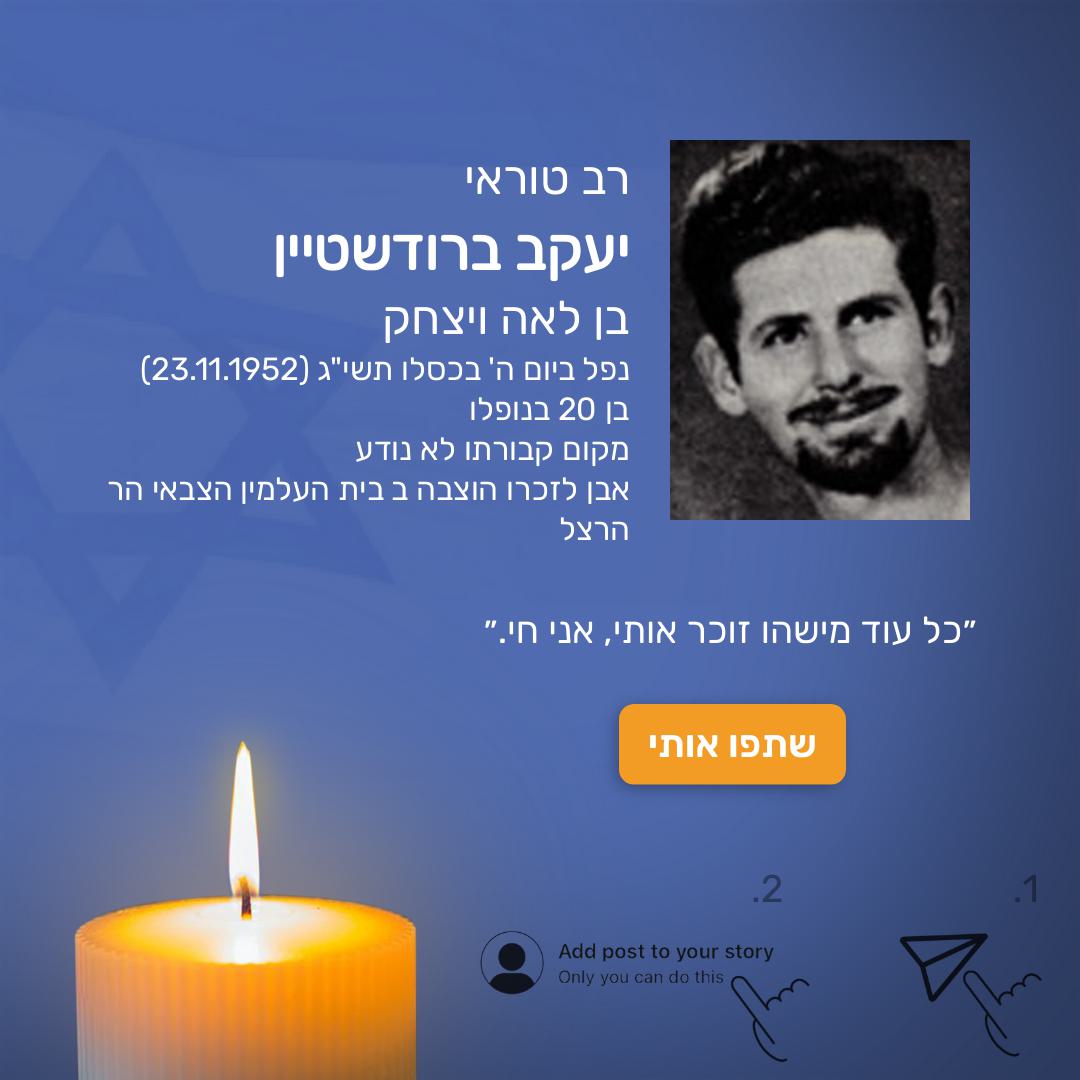 רב טוראי
יעקב ברודשטיין
בן לאה ויצחק
נפל ביום ה' בכסלו תשי"ג (23.11.1952)
בן 20 בנופלו
מקום קבורתו לא נודע
אבן לזכרו הוצבה ב בית העלמין הצבאי הר
הרצל
״כל עוד מישהו זוכר אותי, אני חי.״
שתפו אותי
1.
2.
Add post to your story
Only you can do this